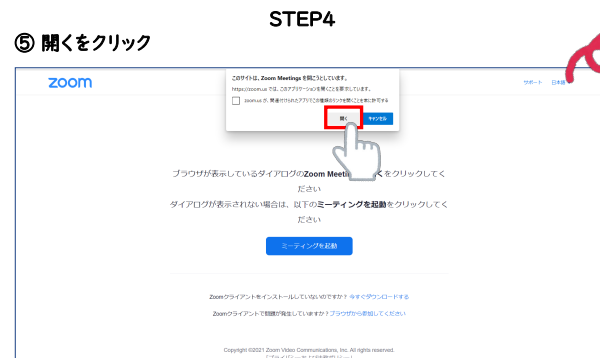 STEP4
⑤ 開くをクリック
zoom
サポート 日本語
このサイトは、Zoom Meetings を開こうとしています。
https://zoom.us では、このアプリケーションを開くことを要求しています。
zoom.us が、関連付けられたアプリでこの種類のリンクを開くことを常に許可する
開く キャンセル
ブラウザが表示しているダイアログのZoom Meeti くをクリックしてく
ださい
ダイアログが表示されない場合は、以下のミーティングを起動をクリックしてく
ださい
ミーティングを起動
Zoomクライアントをインストールしていないのですか？ 今すぐダウンロードする
Zoomクライアントで問題が発生していますか？ブラウザから参加してください
Copyright ©2021 Zoom Video Communications, Inc. All rights reserved.